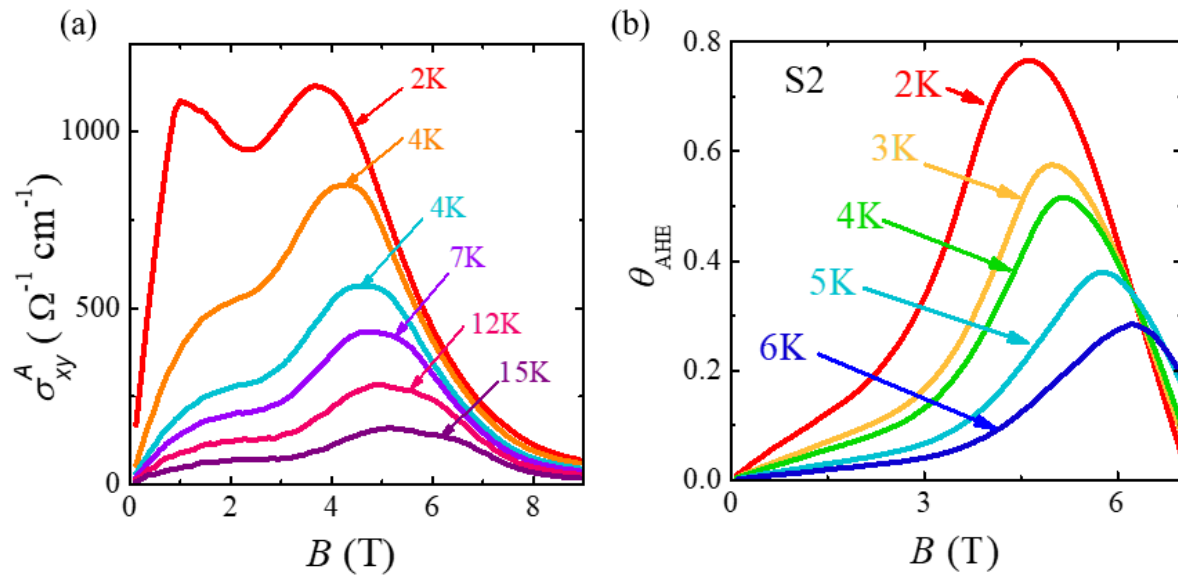 (a)
1000
500
0
0 2 4 6 8
σ_xy^A ( Ω^-1 cm^-1)
B (T)
2K
4K
4K
7K
12K
15K
(b)
0.8
0.6
0.4
0.2
0.0
0 3 6
θ_AHE
B (T)
S2
2K
3K
4K
5K
6K